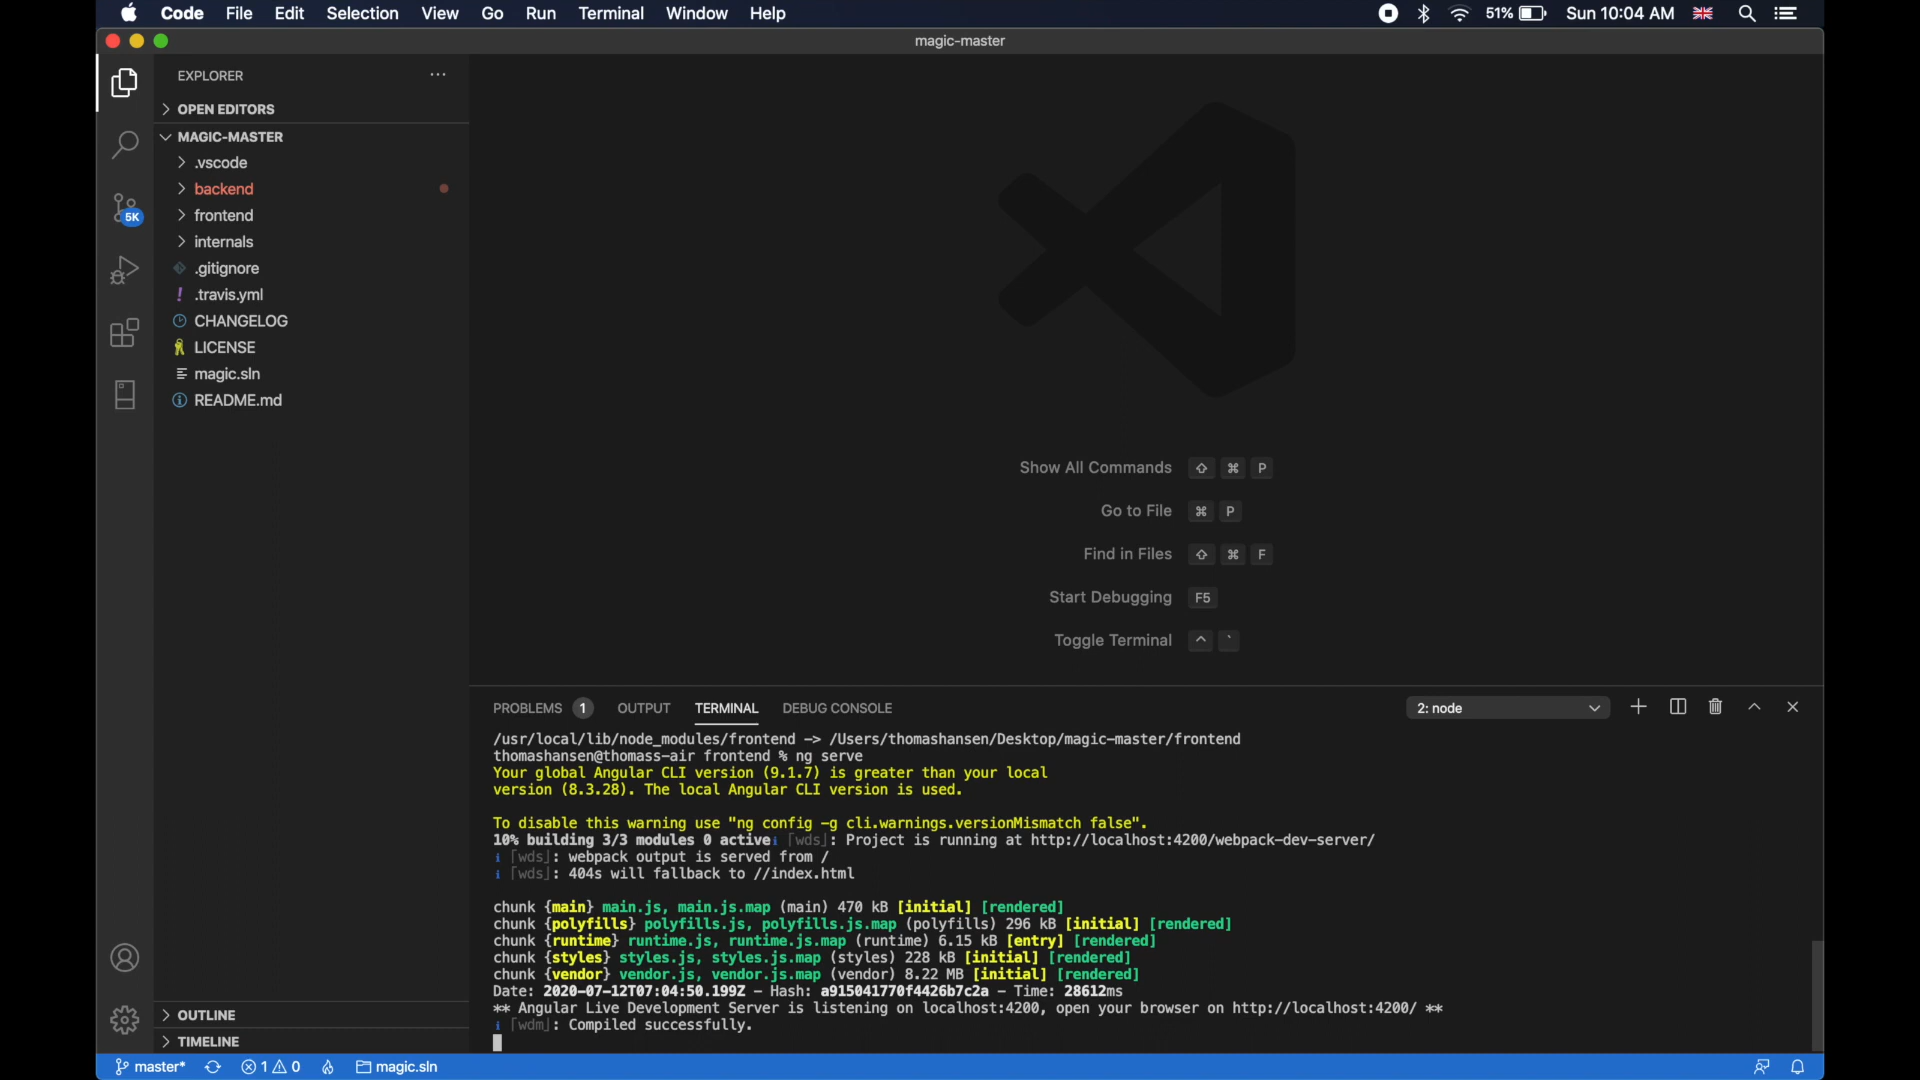 Code File Edit Selection View Go Run Terminal Window Help
51% Sun 10:04 AM
magic-master
EXPLORER
OPEN EDITORS
MAGIC-MASTER
.vscode
backend
frontend
internals
.gitignore
! .travis.yml
CHANGELOG
LICENSE
magic.sln
README.md
5K
OUTLINE
TIMELINE
Show All Commands ⇧ ⌘ P
Go to File ⌘ P
Find in Files ⇧ ⌘ F
Start Debugging F5
Toggle Terminal ^ `
PROBLEMS 1 OUTPUT TERMINAL DEBUG CONSOLE 2: node
/usr/local/lib/node_modules/frontend -> /Users/thomashansen/Desktop/magic-master/frontend
thomashansen@thomass-air frontend % ng serve
Your global Angular CLI version (9.1.7) is greater than your local
version (8.3.28). The local Angular CLI version is used.
To disable this warning use "ng config -g cli.warnings.versionMismatch false".
10% building 3/3 modules 0 activeℹ ｢wds｣: Project is running at http://localhost:4200/webpack-dev-server/
ℹ ｢wds｣: webpack output is served from /
ℹ ｢wds｣: 404s will fallback to //index.html
chunk {main} main.js, main.js.map (main) 470 kB [initial] [rendered]
chunk {polyfills} polyfills.js, polyfills.js.map (polyfills) 296 kB [initial] [rendered]
chunk {runtime} runtime.js, runtime.js.map (runtime) 6.15 kB [entry] [rendered]
chunk {styles} styles.js, styles.js.map (styles) 228 kB [initial] [rendered]
chunk {vendor} vendor.js, vendor.js.map (vendor) 8.22 MB [initial] [rendered]
Date: 2020-07-12T07:04:50.199Z - Hash: a915041770f4426b7c2a - Time: 28612ms
** Angular Live Development Server is listening on localhost:4200, open your browser on http://localhost:4200/ **
ℹ ｢wdm｣: Compiled successfully.
master* 1 0 magic.sln